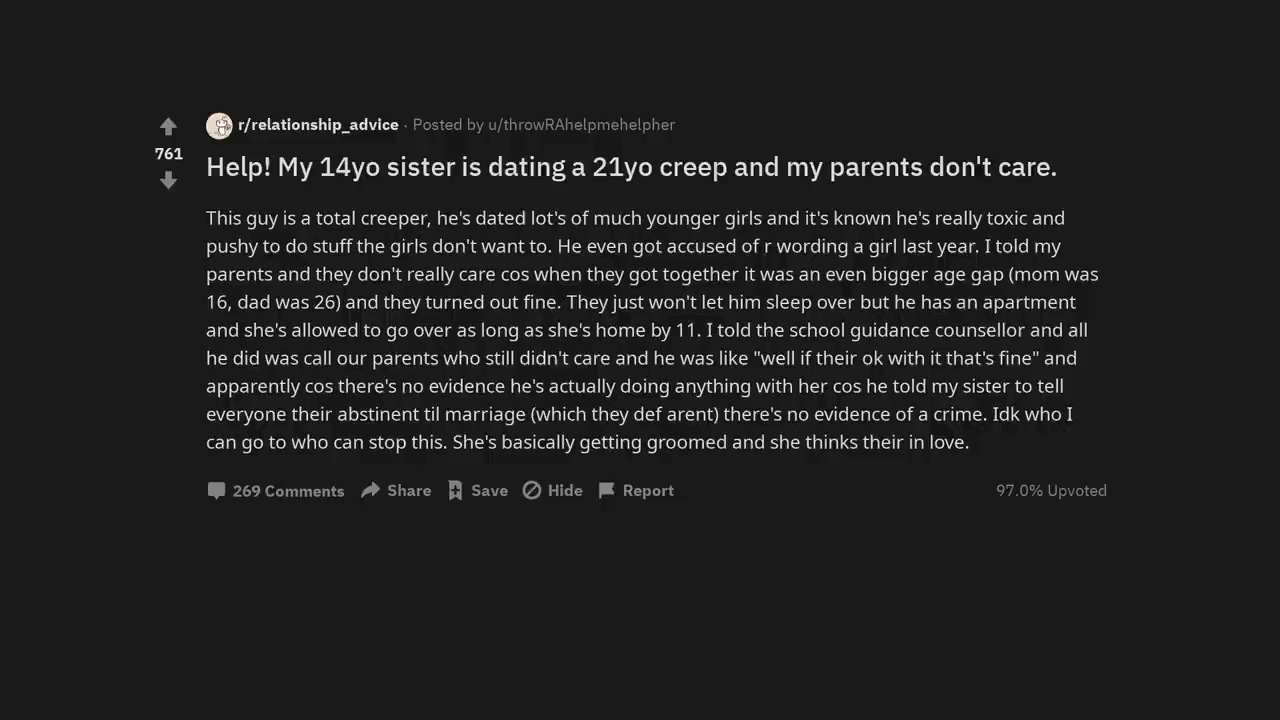 r/relationship_advice · Posted by u/throwRAhelpmehelpher
761
Help! My 14yo sister is dating a 21yo creep and my parents don't care.
This guy is a total creeper, he's dated lot's of much younger girls and it's known he's really toxic and
pushy to do stuff the girls don't want to. He even got accused of r wording a girl last year. I told my
parents and they don't really care cos when they got together it was an even bigger age gap (mom was
16, dad was 26) and they turned out fine. They just won't let him sleep over but he has an apartment
and she's allowed to go over as long as she's home by 11. I told the school guidance counsellor and all
he did was call our parents who still didn't care and he was like "well if their ok with it that's fine" and
apparently cos there's no evidence he's actually doing anything with her cos he told my sister to tell
everyone their abstinent til marriage (which they def arent) there's no evidence of a crime. Idk who I
can go to who can stop this. She's basically getting groomed and she thinks their in love.
269 Comments Share Save Hide Report 97.0% Upvoted